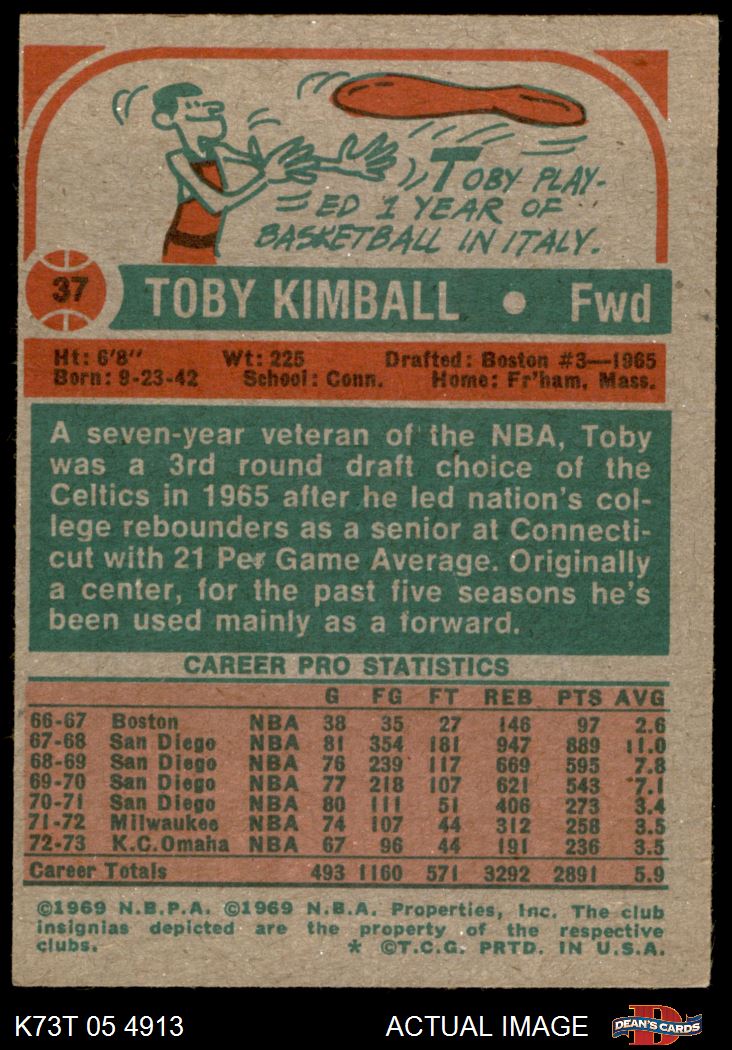 TOBY PLAY-
ED 1 YEAR OF
BASKETBALL IN ITALY.
37
TOBY KIMBALL • Fwd
Ht: 6'8" Wt: 225 Drafted: Boston #3—1965
Born: 9-23-42 School: Conn. Home: Fr'ham, Mass.
A seven-year veteran of the NBA, Toby
was a 3rd round draft choice of the
Celtics in 1965 after he led nation's col-
lege rebounders as a senior at Connecti-
cut with 21 Per Game Average. Originally
a center, for the past five seasons he's
been used mainly as a forward.
CAREER PRO STATISTICS
G FG FT REB PTS AVG
66-67 Boston NBA 38 35 27 146 97 2.6
67-68 San Diego NBA 81 354 181 947 889 11.0
68-69 San Diego NBA 76 239 117 669 595 7.8
69-70 San Diego NBA 77 218 107 621 543 7.1
70-71 San Diego NBA 80 111 51 406 273 3.4
71-72 Milwaukee NBA 74 107 44 312 258 3.5
72-73 K.C. Omaha NBA 67 96 44 191 236 3.5
Career Totals 493 1160 571 3292 2891 5.9
©1969 N.B.P.A. ©1969 N.B.A. Properties, Inc. The club
insignias depicted are the property of the respective
clubs. * ©T.C.G. PRTD. IN U.S.A.
K73T 05 4913 ACTUAL IMAGE DEAN'S CARDS